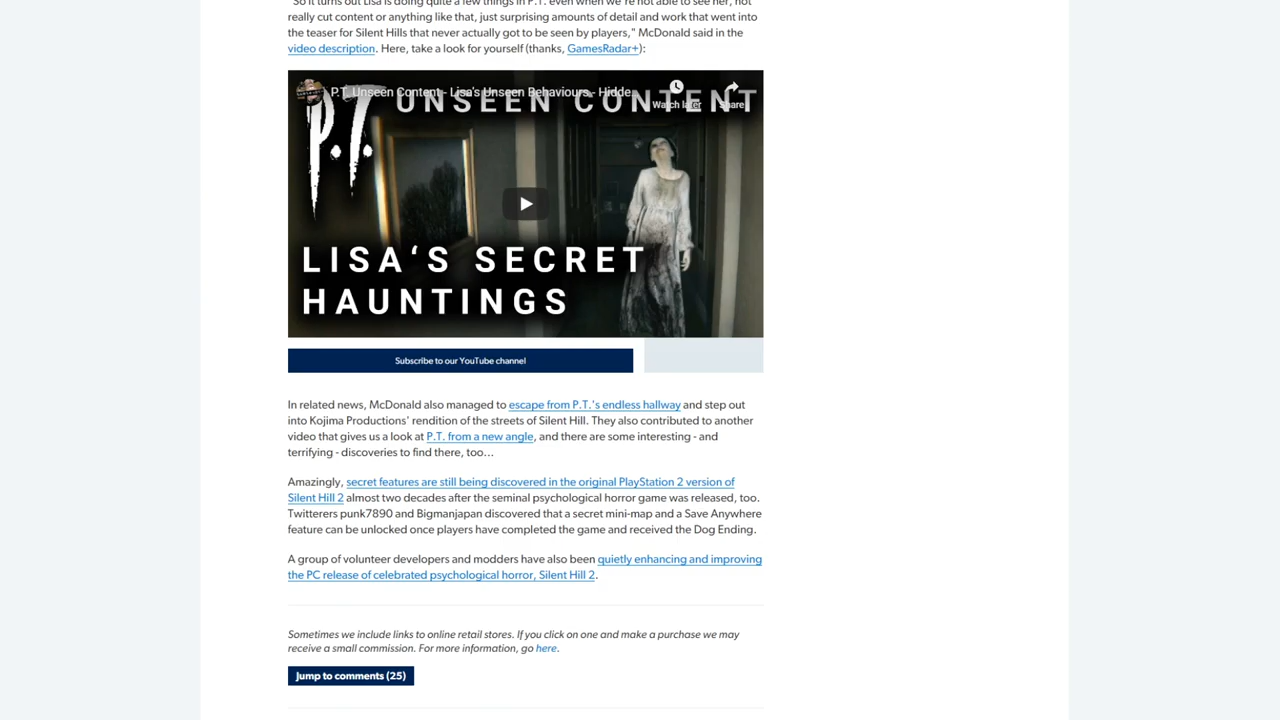 "So it turns out Lisa is doing quite a few things in P.T. even when we're not able to see her, not
really cut content or anything like that, just surprising amounts of detail and work that went into
the teaser for Silent Hills that never actually got to be seen by players," McDonald said in the
video description. Here, take a look for yourself (thanks, GamesRadar+):
P.T. Unseen Content - Lisa's Unseen Behaviours - Hidde...
Watch later
Share
UNSEEN CONTENT
P.T.
LISA'S SECRET
HAUNTINGS
Subscribe to our YouTube channel
In related news, McDonald also managed to escape from P.T.'s endless hallway and step out
into Kojima Productions' rendition of the streets of Silent Hill. They also contributed to another
video that gives us a look at P.T. from a new angle, and there are some interesting - and
terrifying - discoveries to find there, too...
Amazingly, secret features are still being discovered in the original PlayStation 2 version of
Silent Hill 2 almost two decades after the seminal psychological horror game was released, too.
Twitterers punk7890 and Bigmanjapan discovered that a secret mini-map and a Save Anywhere
feature can be unlocked once players have completed the game and received the Dog Ending.
A group of volunteer developers and modders have also been quietly enhancing and improving
the PC release of celebrated psychological horror, Silent Hill 2.
Sometimes we include links to online retail stores. If you click on one and make a purchase we may
receive a small commission. For more information, go here.
Jump to comments (25)